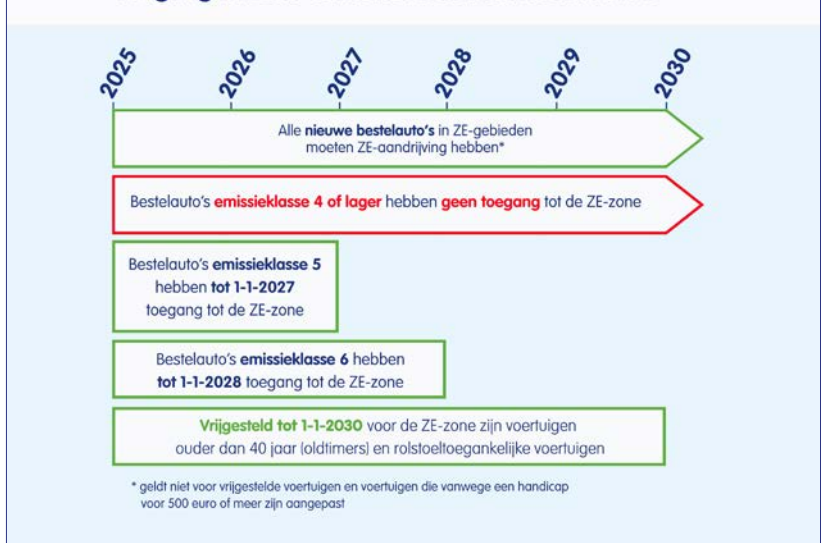 2025 2026 2027 2028 2029 2030
Alle nieuwe bestelauto's in ZE-gebieden
moeten ZE-aandrijving hebben*
Bestelauto's emissieklasse 4 of lager hebben geen toegang tot de ZE-zone
Bestelauto's emissieklasse 5
hebben tot 1-1-2027
toegang tot de ZE-zone
Bestelauto's emissieklasse 6 hebben
tot 1-1-2028 toegang tot de ZE-zone
Vrijgesteld tot 1-1-2030 voor de ZE-zone zijn voertuigen
ouder dan 40 jaar (oldtimers) en rolstoeltoegankelijke voertuigen
* geldt niet voor vrijgestelde voertuigen en voertuigen die vanwege een handicap
voor 500 euro of meer zijn aangepast